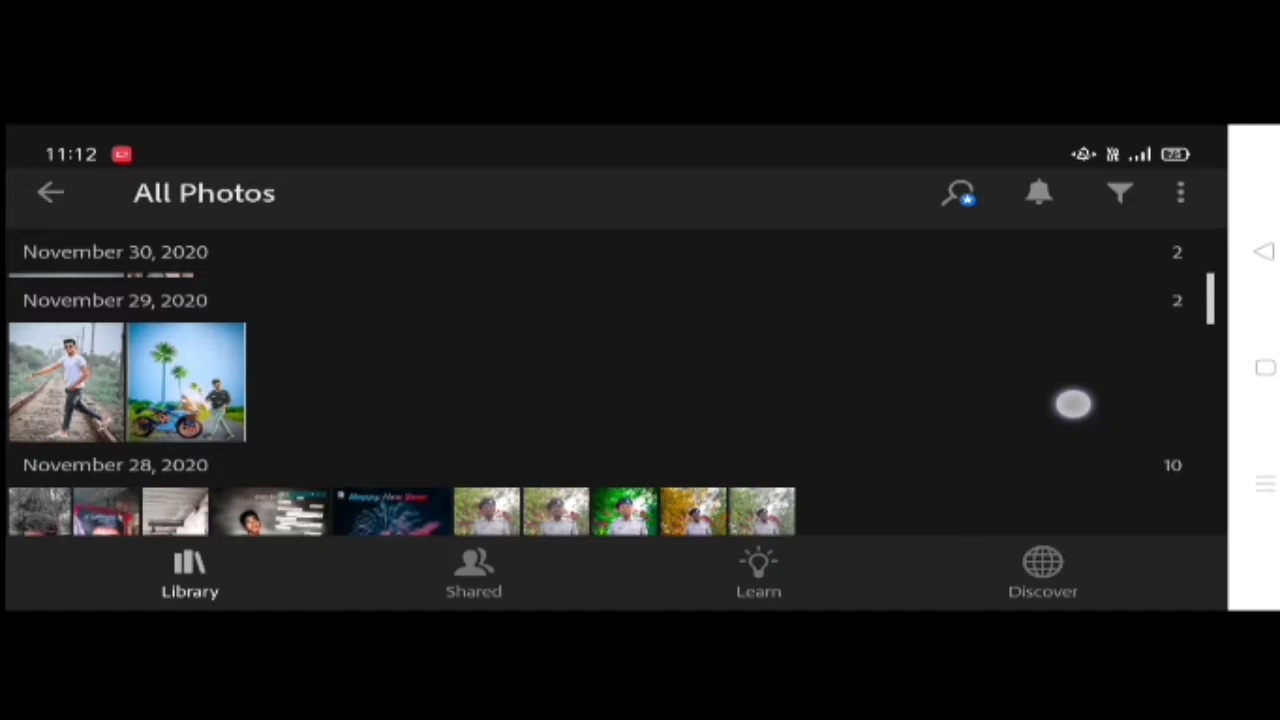 11:12
All Photos
November 30, 2020 2
November 29, 2020 2
November 28, 2020 10
Happy New Year
Library Shared Learn Discover